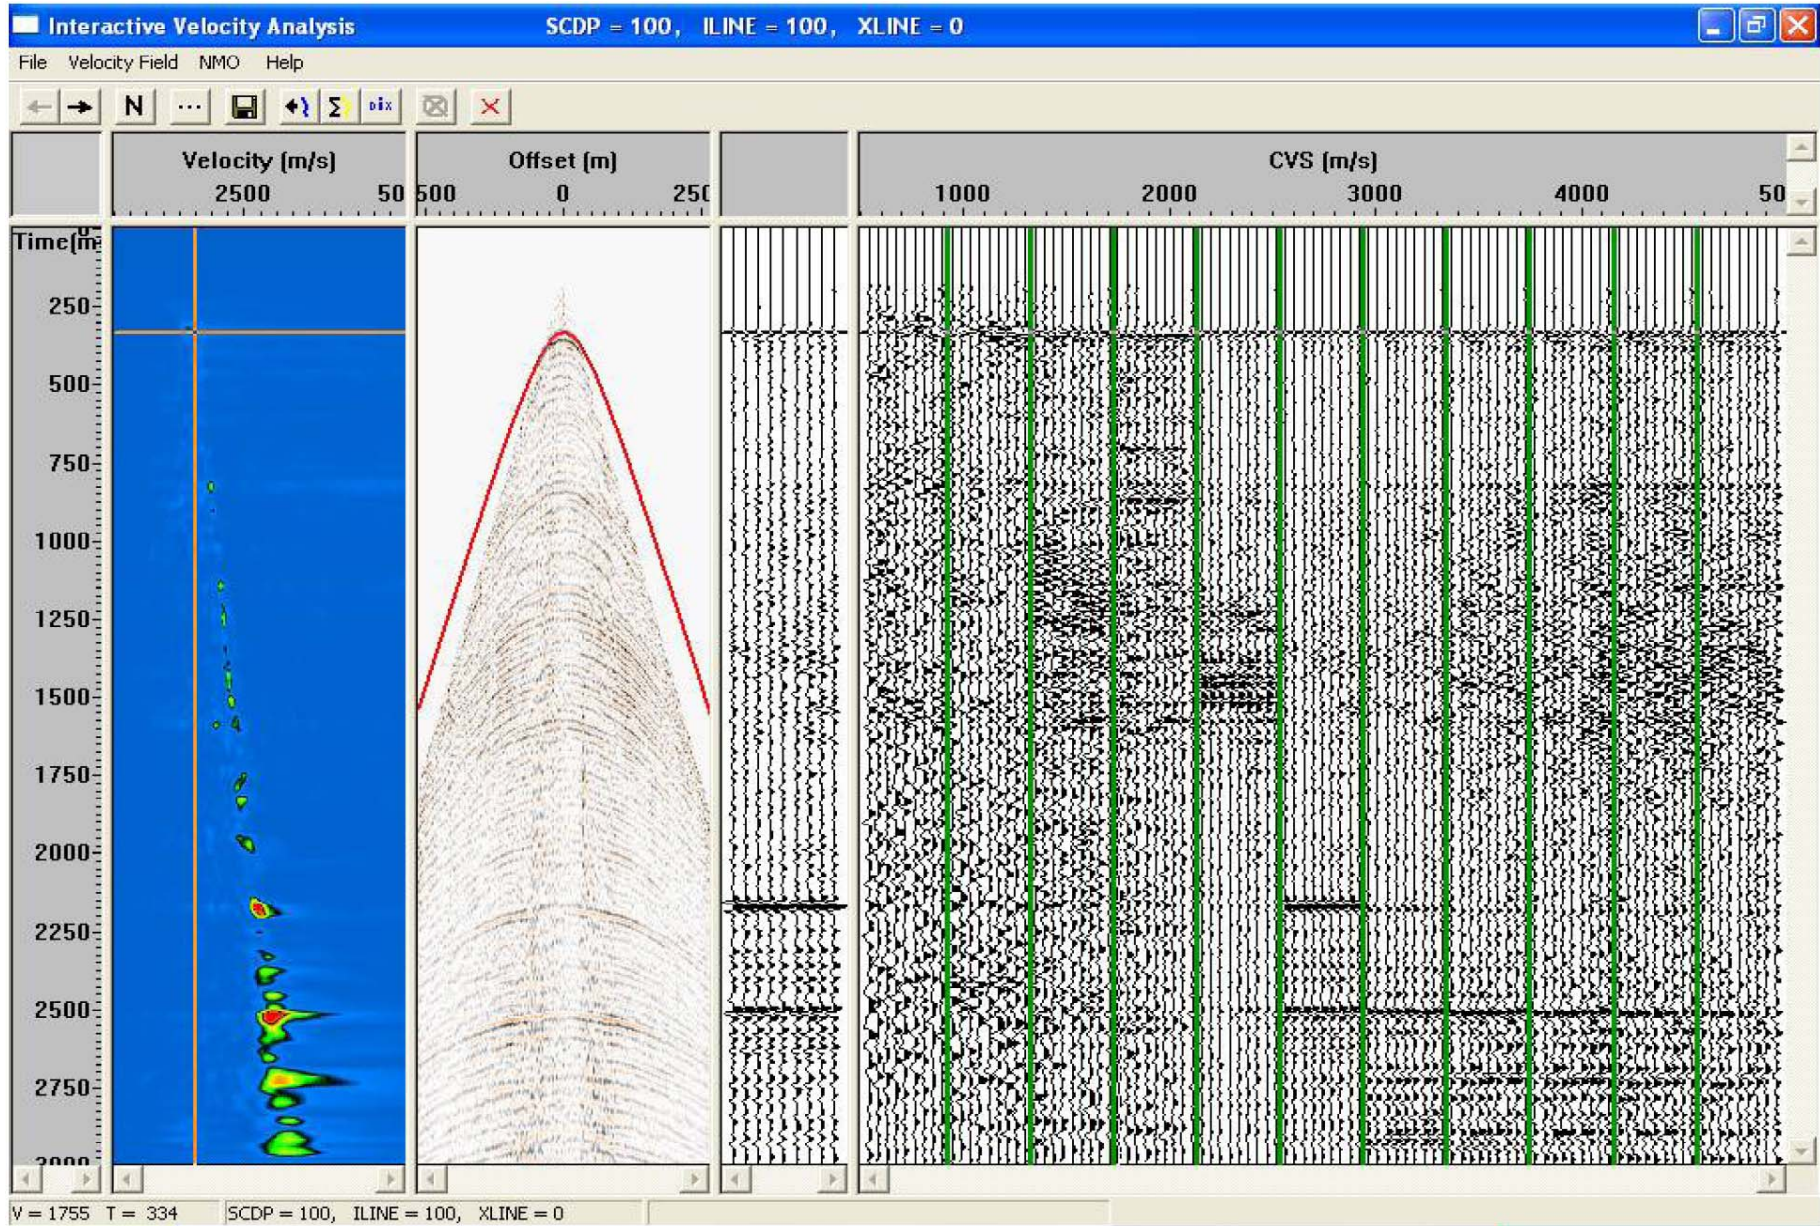 Interactive Velocity Analysis SCDP = 100, ILINE = 100, XLINE = 0
File Velocity Field NMO Help
N ... Σ DIX
Velocity (m/s) Offset (m) CVS (m/s)
2500 50 500 0 250 1000 2000 3000 4000 50
Time(m
250
500
750
1000
1250
1500
1750
2000
2250
2500
2750
V = 1755 T = 334 SCDP = 100, ILINE = 100, XLINE = 0